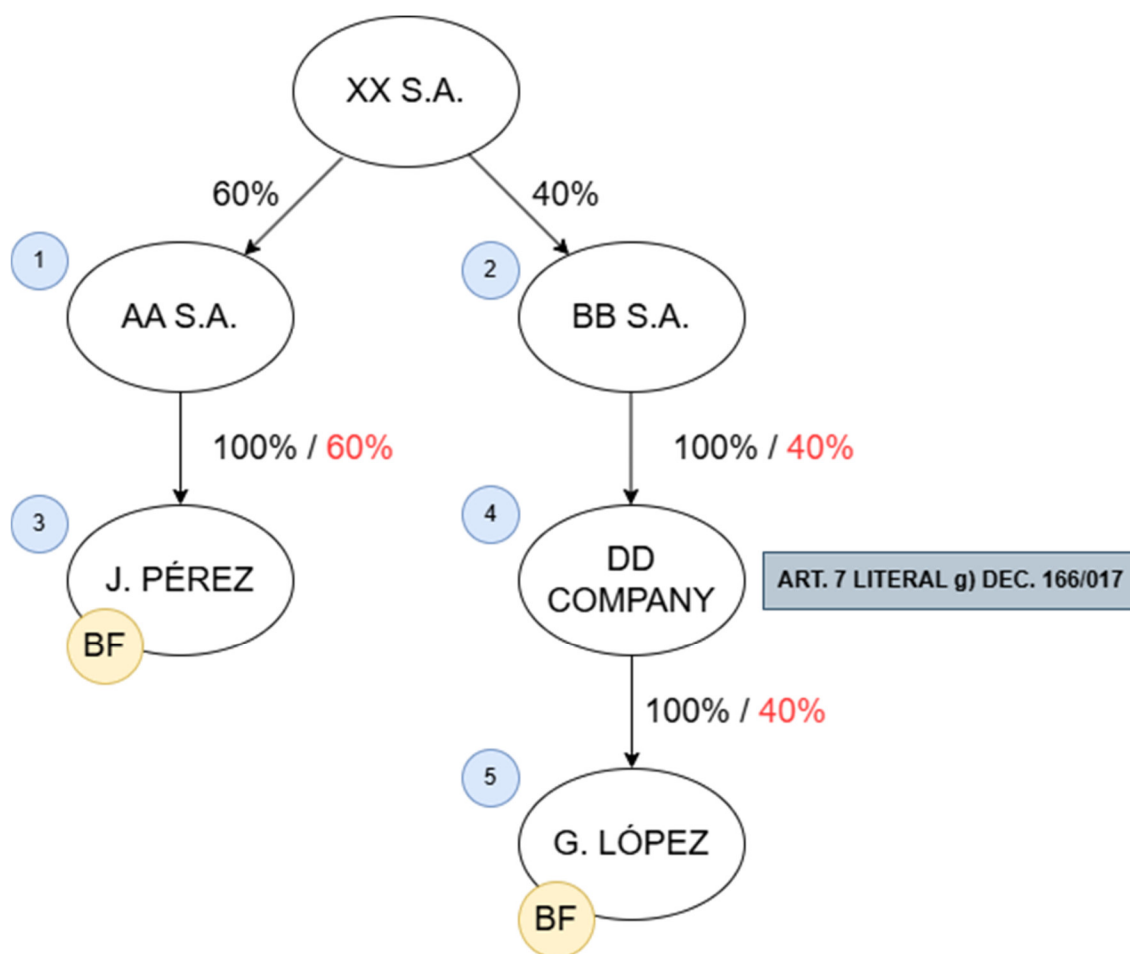 XX S.A.
60%
40%
1
2
AA S.A.
BB S.A.
100% / 60%
100% / 40%
3
4
J. PÉREZ
BF
DD
COMPANY
ART. 7 LITERAL g) DEC. 166/017
100% / 40%
5
G. LÓPEZ
BF